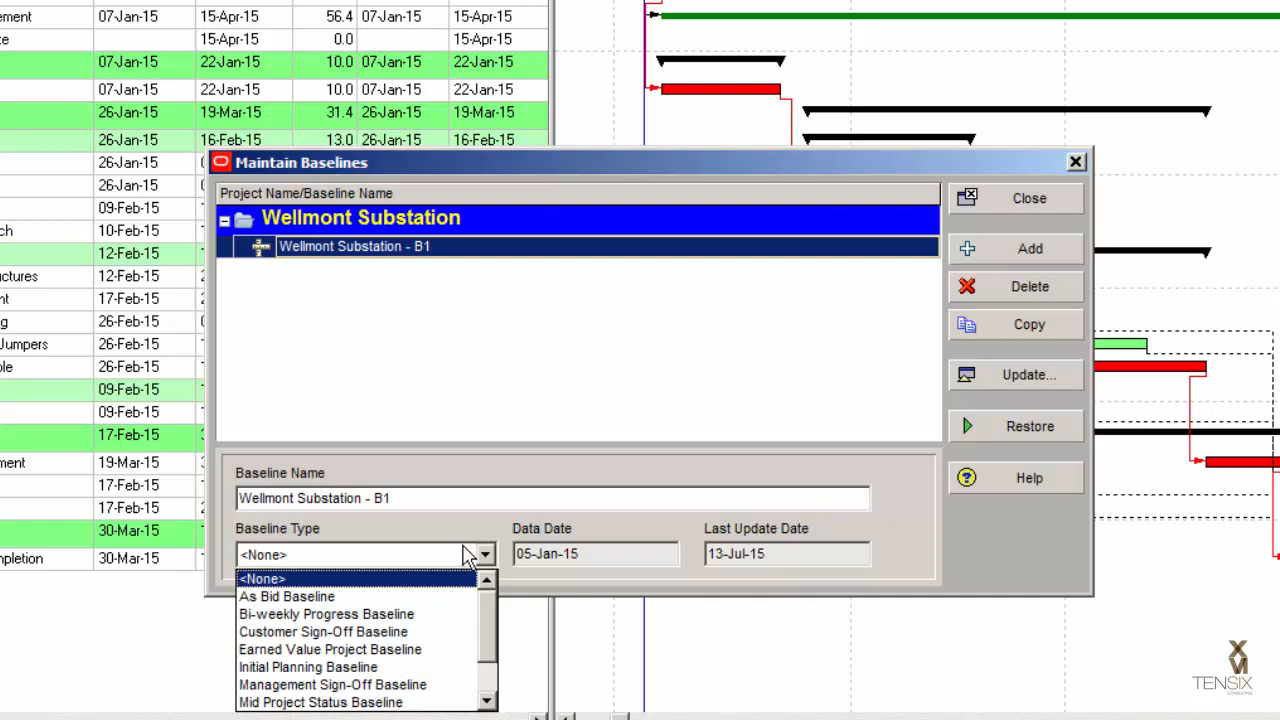 ement 07-Jan-15 15-Apr-15 56.4 07-Jan-15 15-Apr-15
te 15-Apr-15 0.0 15-Apr-15
07-Jan-15 22-Jan-15 10.0 07-Jan-15 22-Jan-15
07-Jan-15 22-Jan-15 10.0 07-Jan-15 22-Jan-15
26-Jan-15 19-Mar-15 31.4 26-Jan-15 19-Mar-15
26-Jan-15 16-Feb-15 13.0 26-Jan-15 16-Feb-15
26-Jan-15
26-Jan-15
09-Feb-15
ch 10-Feb-15
12-Feb-15
uctures 12-Feb-15
nt 17-Feb-15
g 26-Feb-15
Jumpers 26-Feb-15
ble 26-Feb-15
09-Feb-15
09-Feb-15
17-Feb-15
ment 19-Mar-15
17-Feb-15
17-Feb-15
30-Mar-15
mpletion 30-Mar-15
Maintain Baselines
Project Name/Baseline Name
Wellmont Substation
Wellmont Substation - B1
Close
Add
Delete
Copy
Update...
Restore
Help
Baseline Name
Wellmont Substation - B1
Baseline Type Data Date Last Update Date
<None> 05-Jan-15 13-Jul-15
<None>
As Bid Baseline
Bi-weekly Progress Baseline
Customer Sign-Off Baseline
Earned Value Project Baseline
Initial Planning Baseline
Management Sign-Off Baseline
Mid Project Status Baseline
XVI
TENSIX
CONSULTING